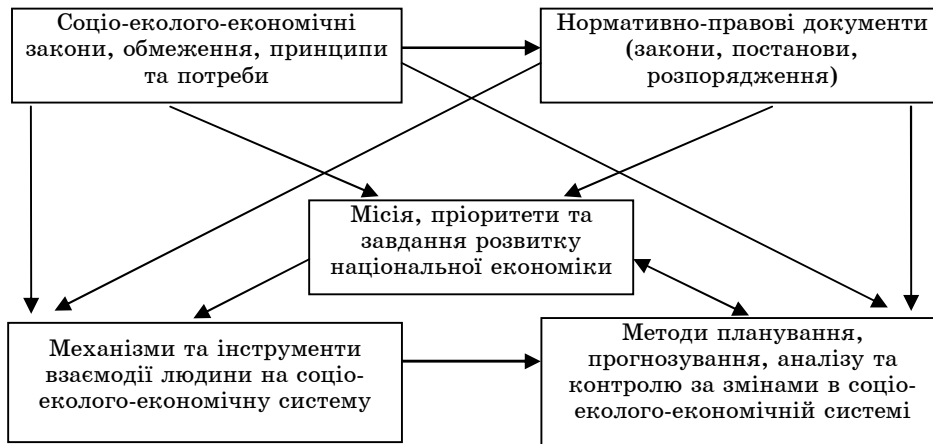 Соціо-еколого-економічні
закони, обмеження, принципи
та потреби
Нормативно-правові документи
(закони, постанови,
розпорядження)
Місія, пріоритети та
завдання розвитку
національної економіки
Механізми та інструменти
взаємодії людини на соціо-
еколого-економічну систему
Методи планування,
прогнозування, аналізу та
контролю за змінами в соціо-
еколого-економічній системі